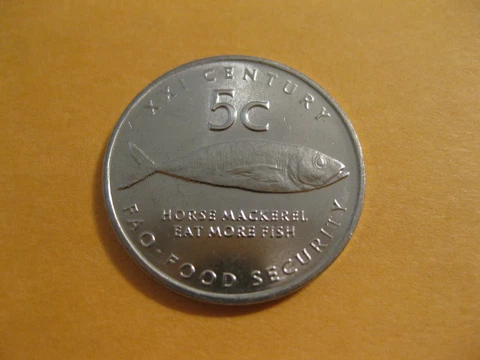 XXI CENTURY
5c
HORSE MACKEREL
EAT MORE FISH
FAO-FOOD SECURITY